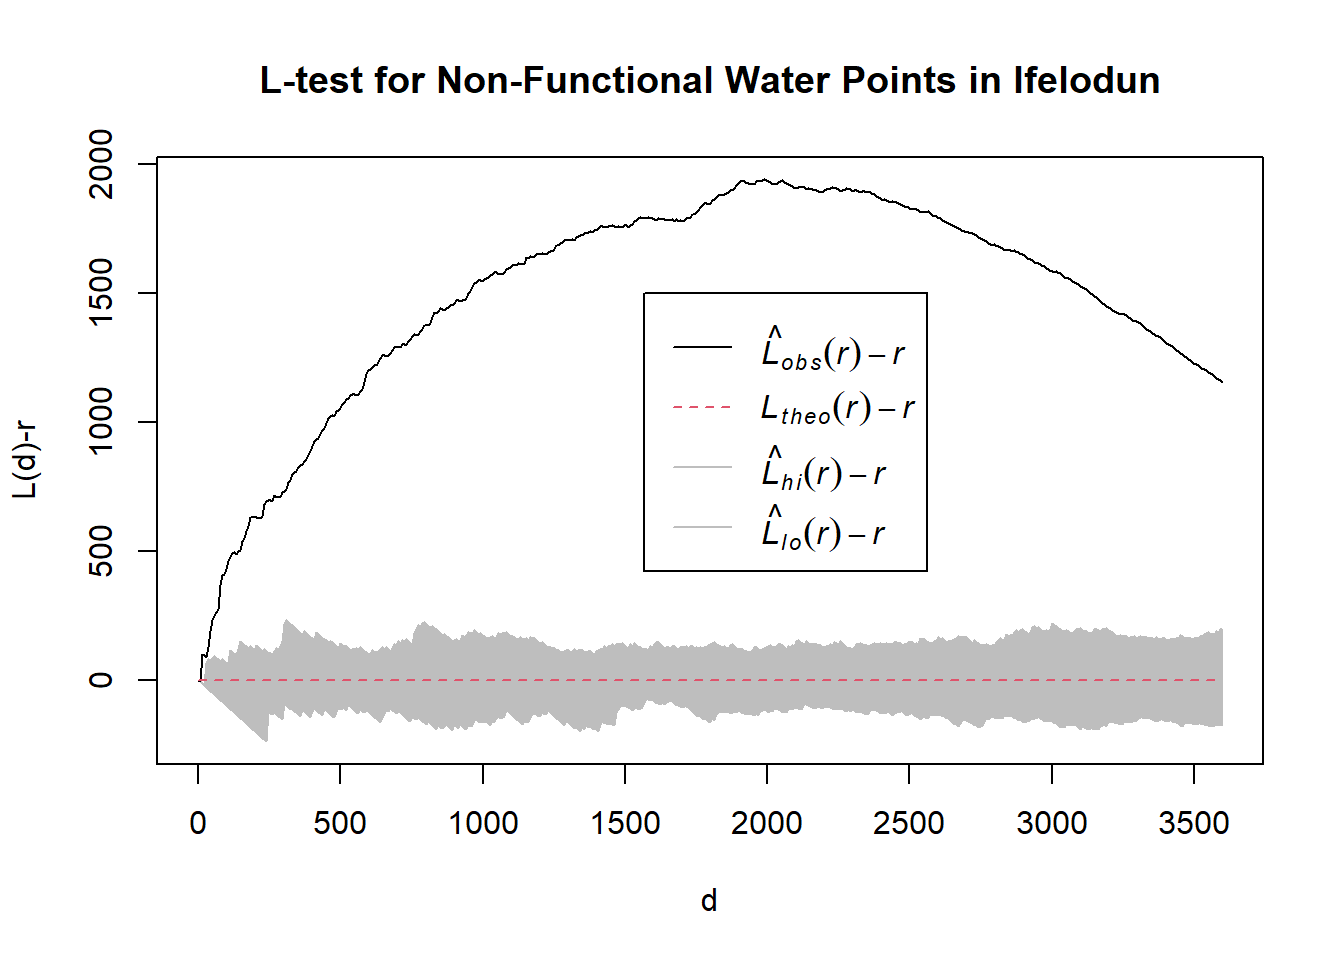 L-test for Non-Functional Water Points in Ifelodun
L(d)-r
2000
1500
1000
500
0
L̂obs(r) − r
Ltheo(r) − r
L̂hi(r) − r
L̂lo(r) − r
0 500 1000 1500 2000 2500 3000 3500
d